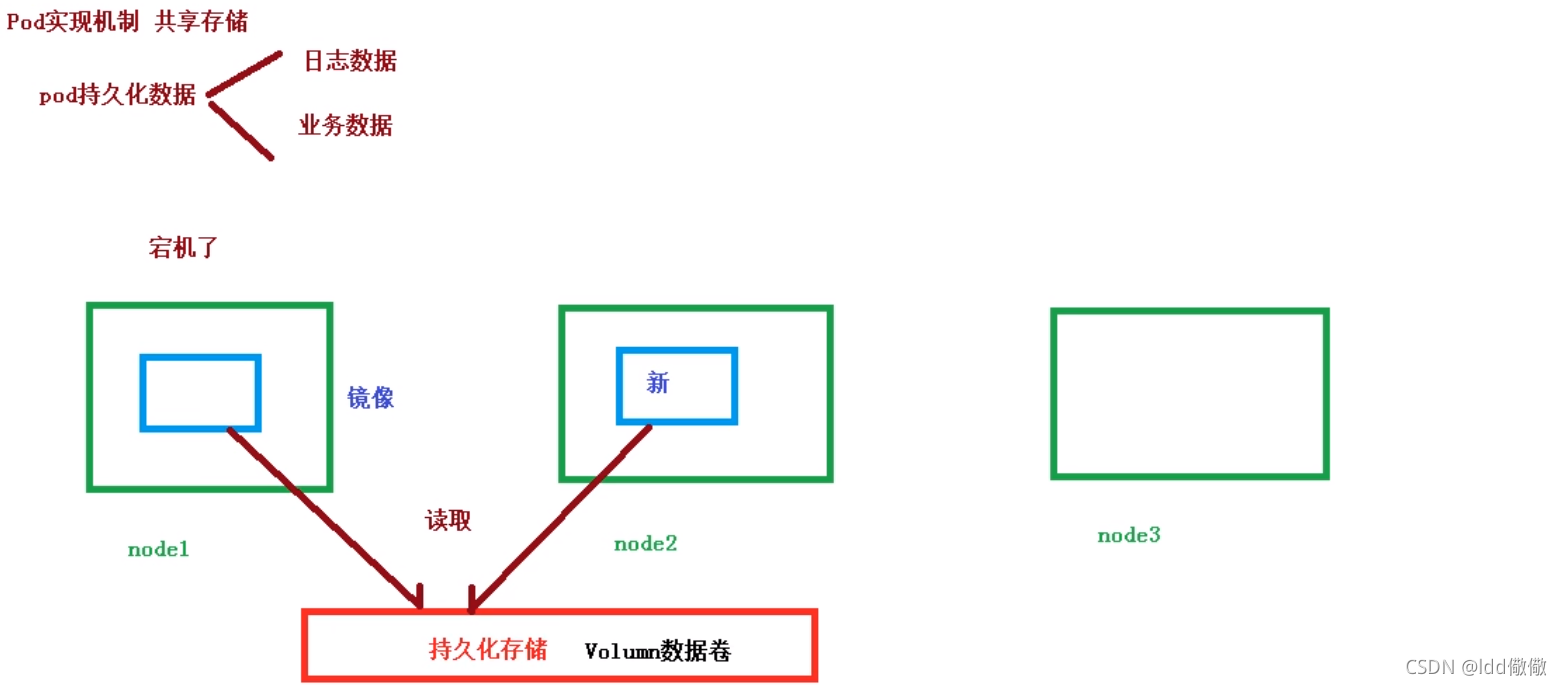 Pod实现机制 共享存储
日志数据
pod持久化数据
业务数据
宕机了
新
镜像
读取
node1
node2
node3
持久化存储 Volumn数据卷
CSDN @ldd儆儆